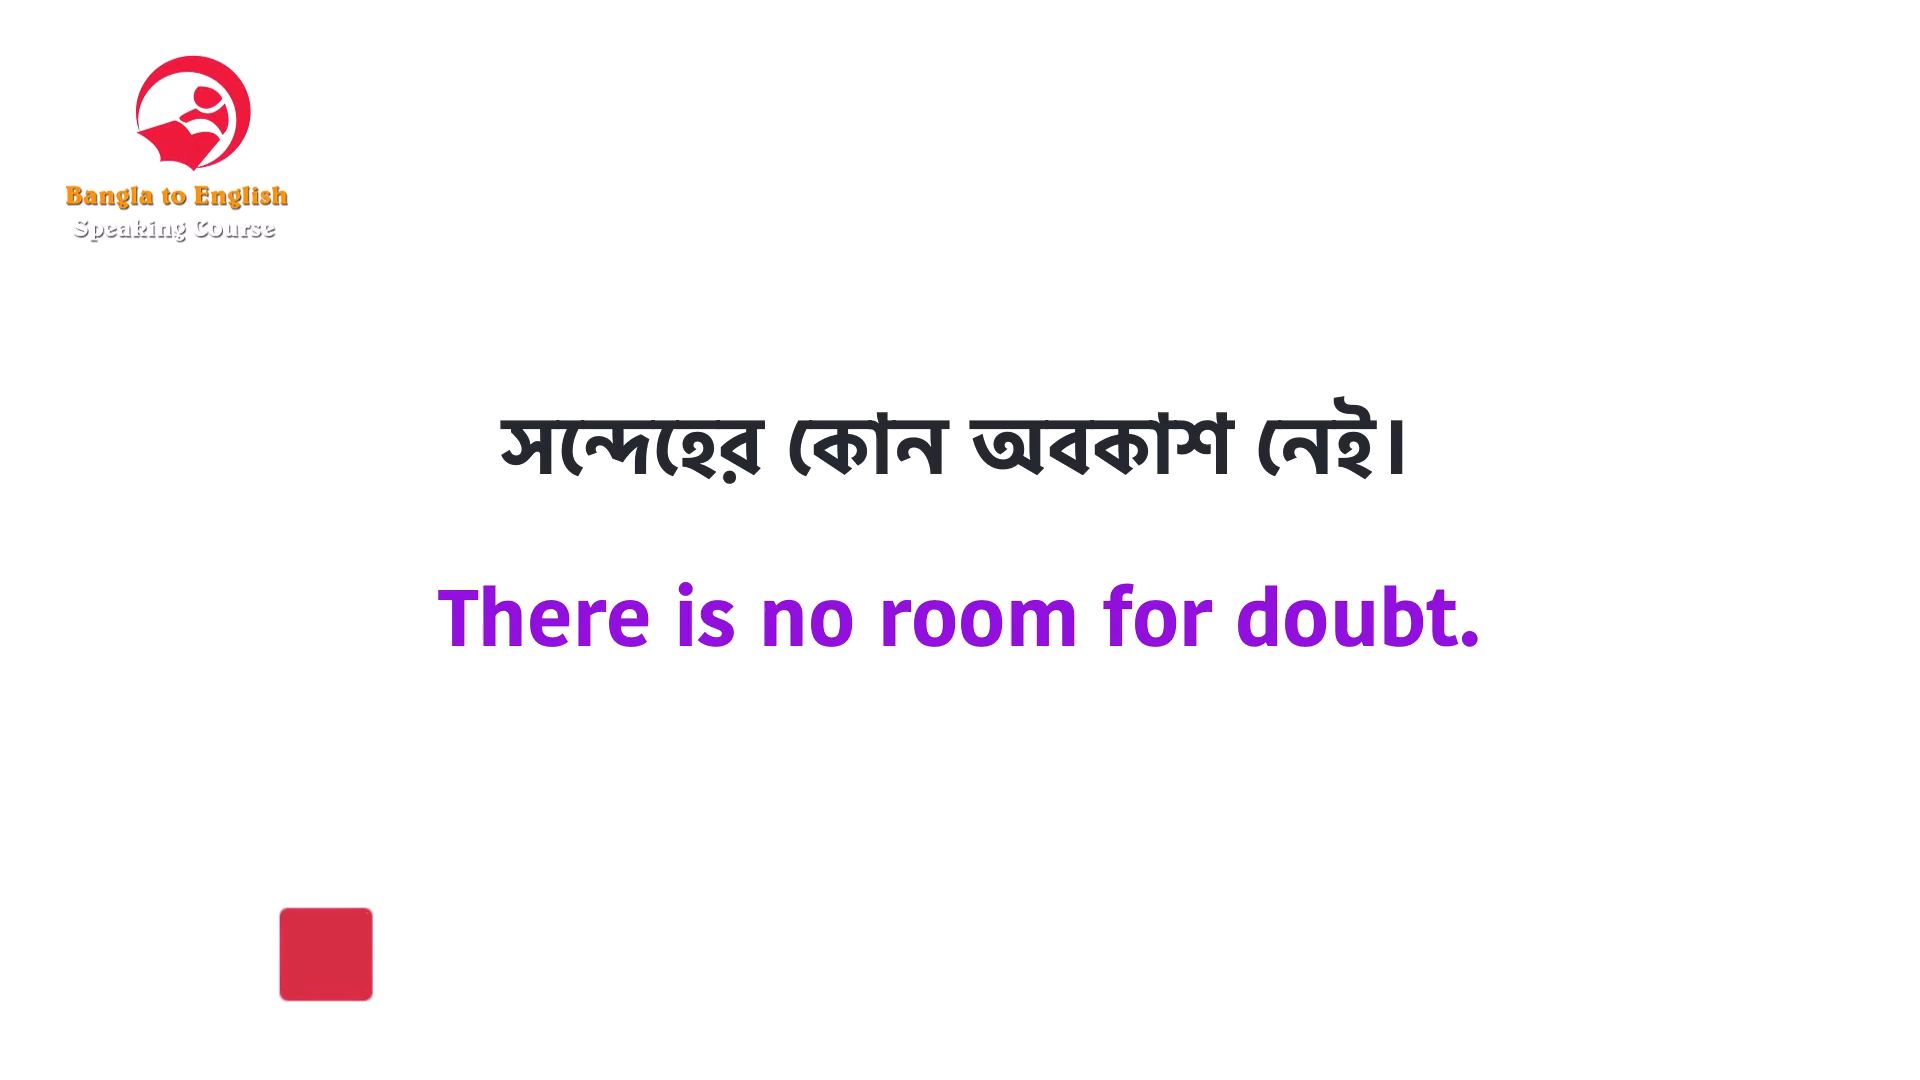 Bangla to English
Speaking Course
সন্দেহের কোন অবকাশ নেই।
There is no room for doubt.